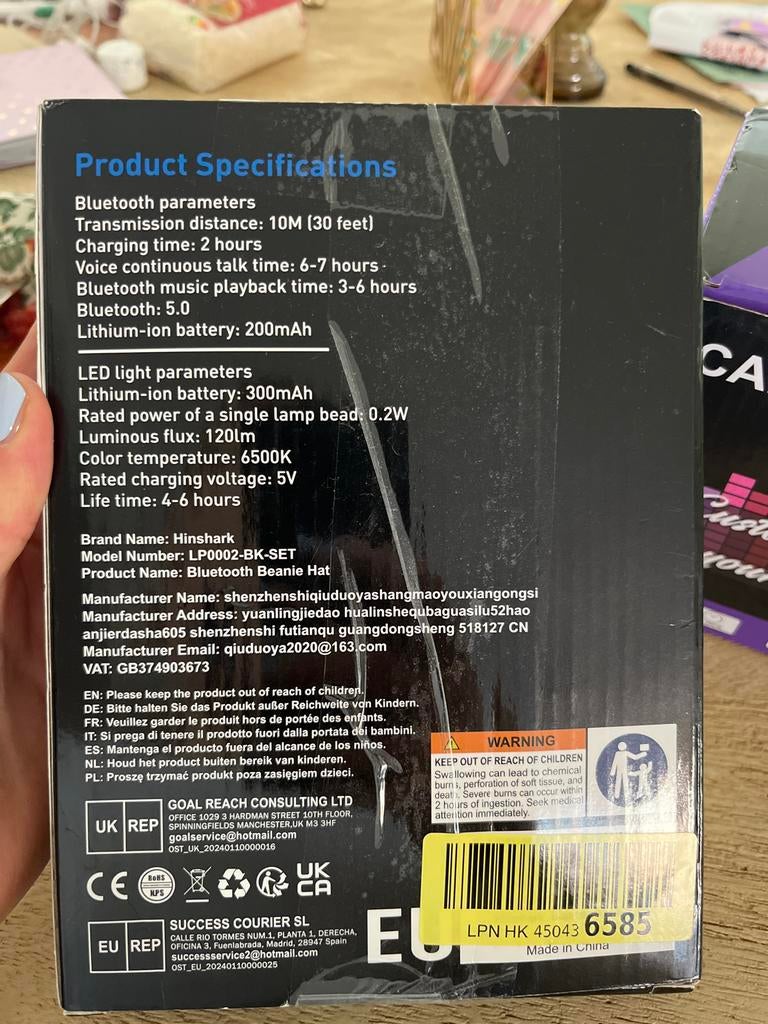 Product Specifications
Bluetooth parameters
Transmission distance: 10M (30 feet)
Charging time: 2 hours
Voice continuous talk time: 6-7 hours
Bluetooth music playback time: 3-6 hours
Bluetooth: 5.0
Lithium-ion battery: 200mAh
LED light parameters
Lithium-ion battery: 300mAh
Rated power of a single lamp bead: 0.2W
Luminous flux: 120lm
Color temperature: 6500K
Rated charging voltage: 5V
Life time: 4-6 hours
Brand Name: Hinshark
Model Number: LP0002-BK-SET
Product Name: Bluetooth Beanie Hat
Manufacturer Name: shenzhenshiqiuduoyashangmaoyouxiangongsi
Manufacturer Address: yuanlingjiedao hualinshequbaguasilu52hao
anjierdasha605 shenzhenshi futianqu guangdongsheng 518127 CN
Manufacturer Email: qiuduoya2020@163.com
VAT: GB374903673
EN: Please keep the product out of reach of children.
DE: Bitte halten Sie das Produkt außer Reichweite von Kindern.
FR: Veuillez garder le produit hors de portée des enfants.
IT: Si prega di tenere il prodotto fuori dalla portata dei bambini.
ES: Mantenga el producto fuera del alcance de los niños.
NL: Houd het product buiten bereik van kinderen.
PL: Proszę trzymać produkt poza zasięgiem dzieci.
WARNING
KEEP OUT OF REACH OF CHILDREN
Swallowing can lead to chemical
burns, perforation of soft tissue, and
death. Severe burns can occur within
2 hours of ingestion. Seek medical
attention immediately.
UK REP
GOAL REACH CONSULTING LTD
OFFICE 1029 3 HARDMAN STREET 10TH FLOOR,
SPINNINGFIELDS MANCHESTER,UK M3 3HF
goalservice@hotmail.com
OST_UK_20240110000016
CE RoHS NPS UK
CA
EU REP
SUCCESS COURIER SL
CALLE RIO TORMES NUM.1, PLANTA 1, DERECHA,
OFICINA 3, Fuenlabrada, Madrid, 28947 Spain
successservice2@hotmail.com
OST_EU_20240110000025
EU
LPN HK 45043 6585
Made in China
CA
Custo
your